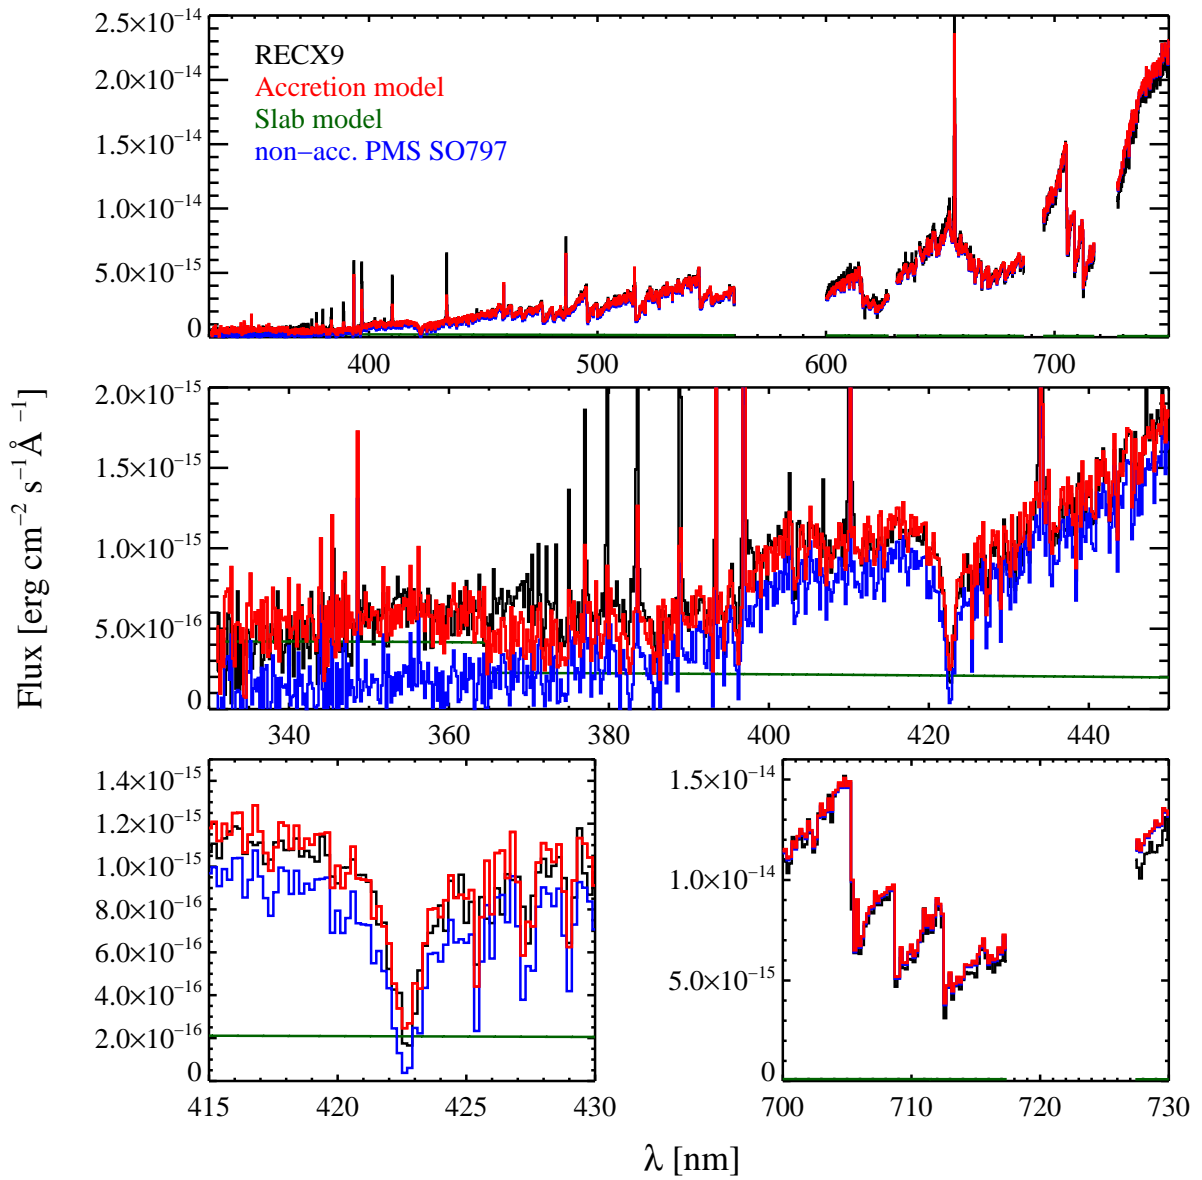 2.5×10⁻¹⁴
2.0×10⁻¹⁴
1.5×10⁻¹⁴
1.0×10⁻¹⁴
5.0×10⁻¹⁵
0
RECX9
Accretion model
Slab model
non−acc. PMS SO797
400 500 600 700
Flux [erg cm⁻² s⁻¹Å⁻¹]
2.0×10⁻¹⁵
1.5×10⁻¹⁵
1.0×10⁻¹⁵
5.0×10⁻¹⁶
0
340 360 380 400 420 440
1.4×10⁻¹⁵
1.2×10⁻¹⁵
1.0×10⁻¹⁵
8.0×10⁻¹⁶
6.0×10⁻¹⁶
4.0×10⁻¹⁶
2.0×10⁻¹⁶
0
415 420 425 430
1.5×10⁻¹⁴
1.0×10⁻¹⁴
5.0×10⁻¹⁵
0
700 710 720 730
λ [nm]